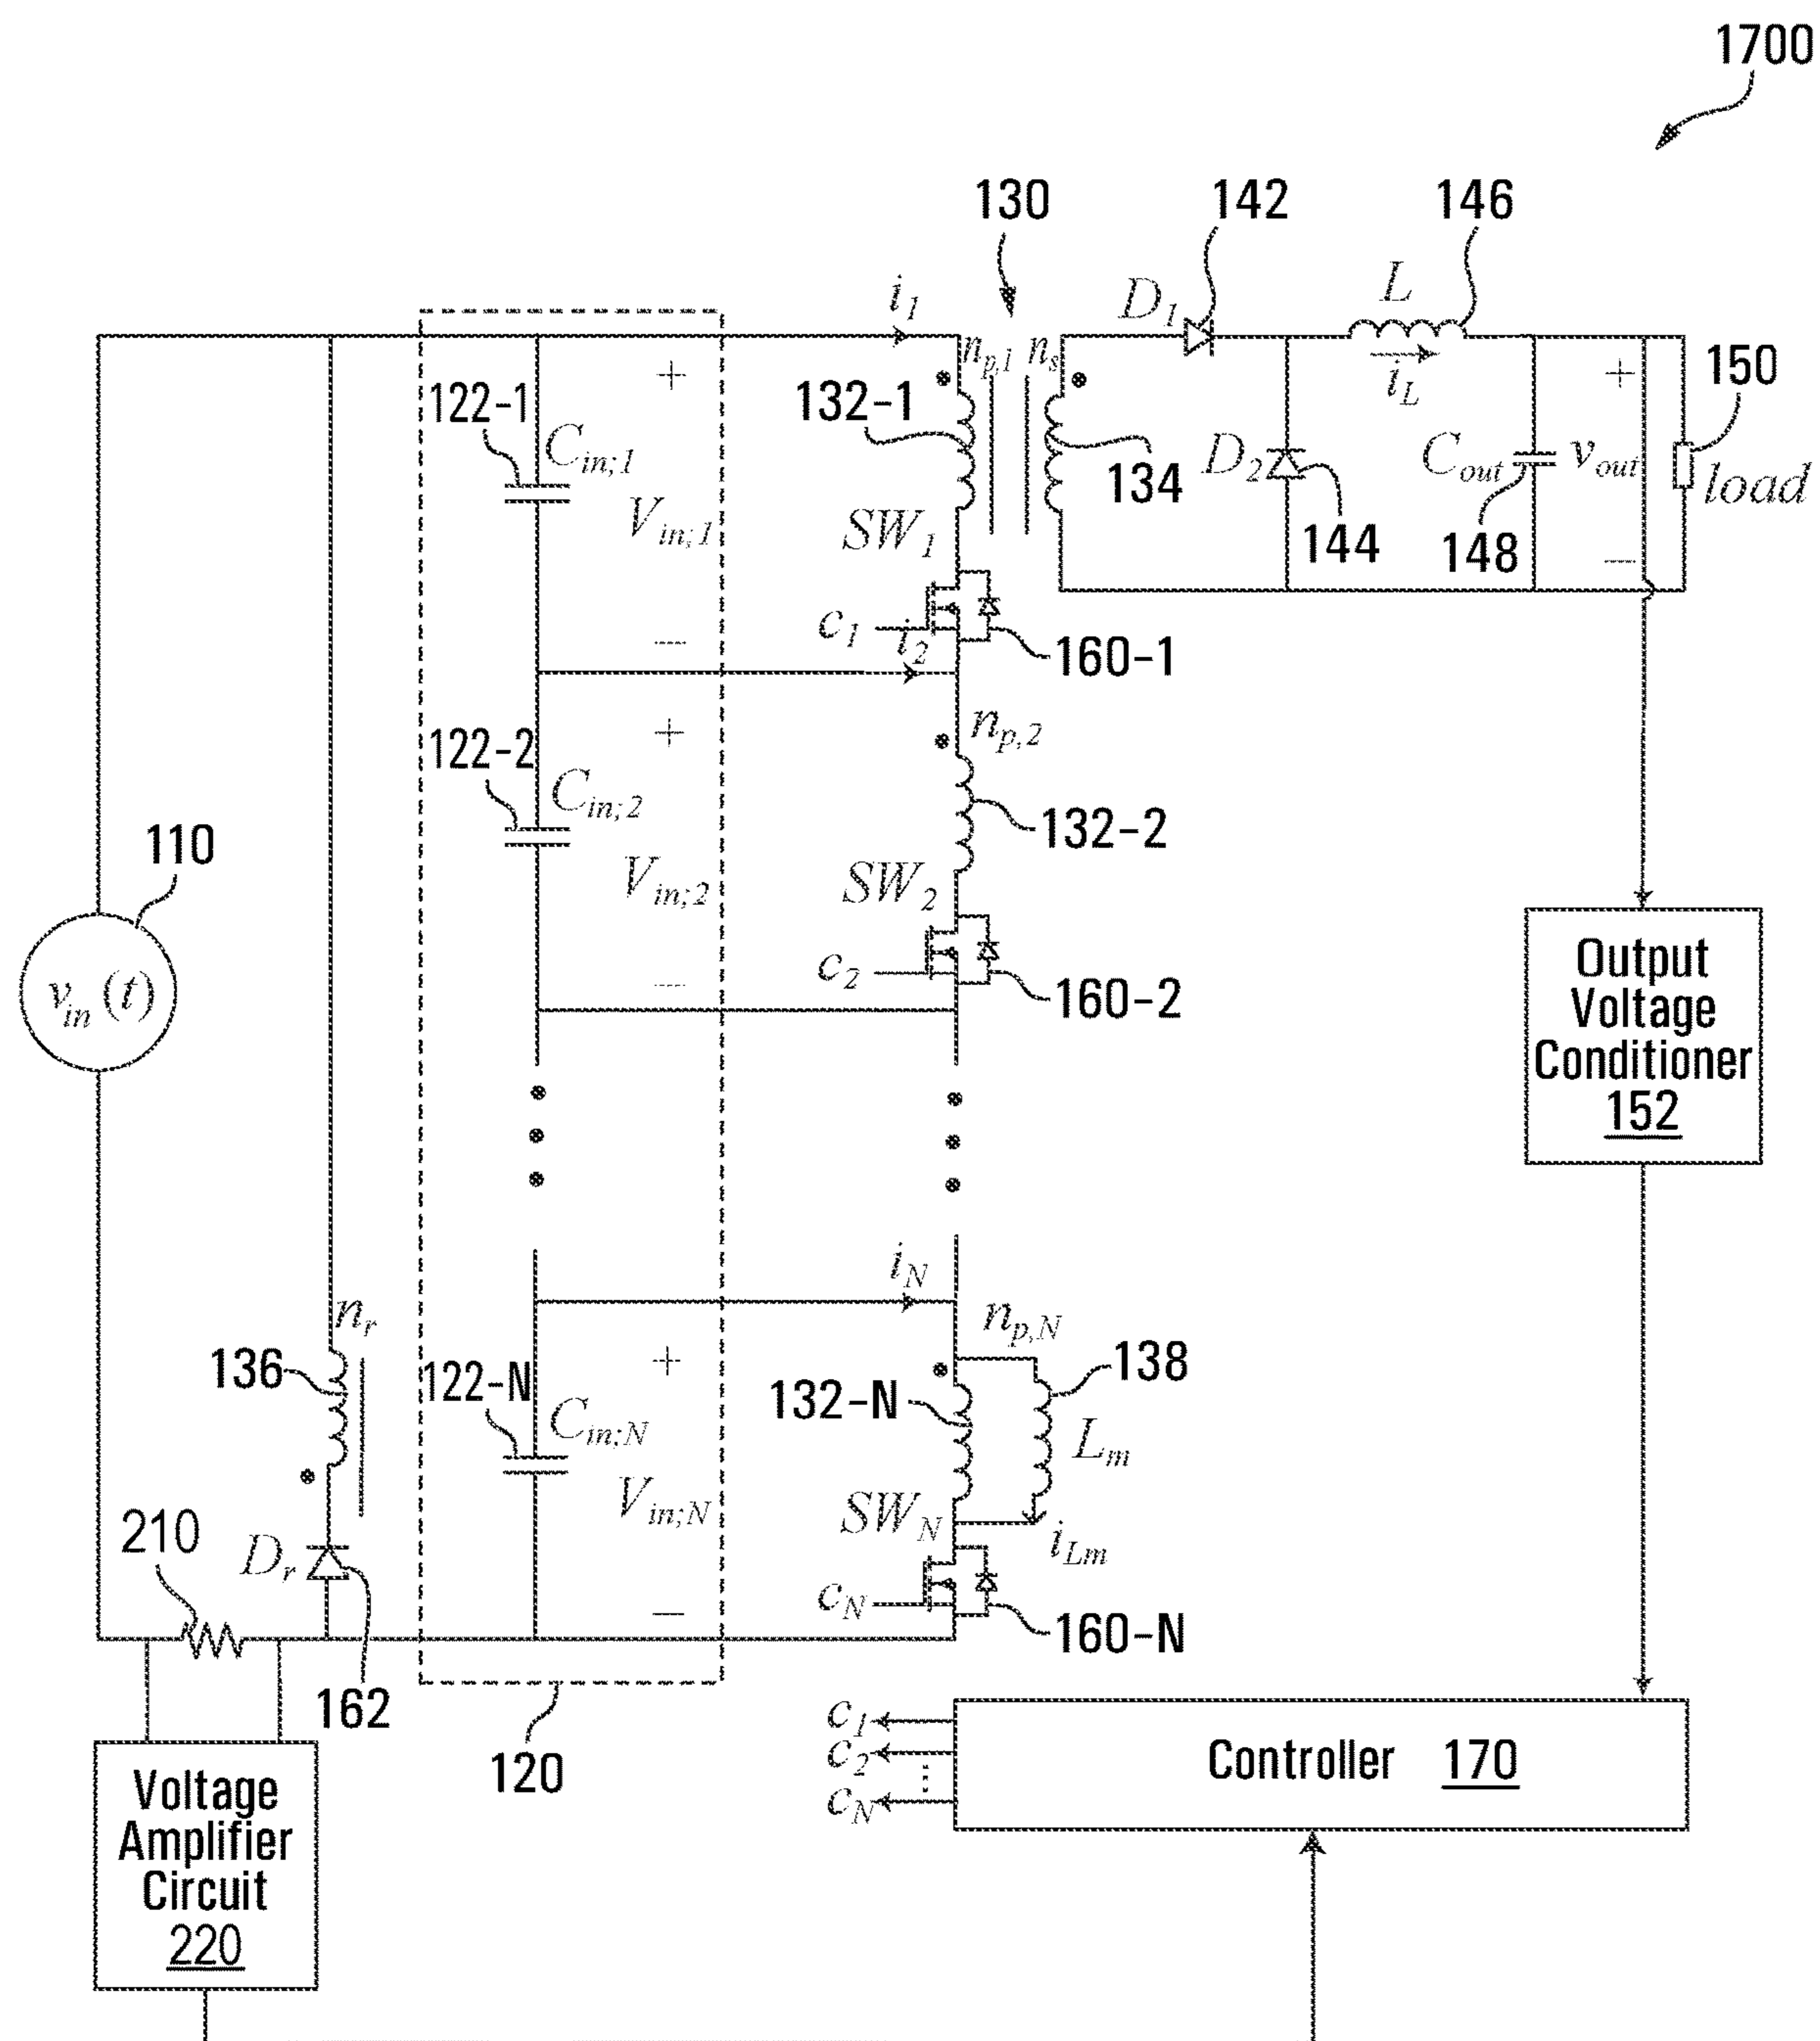 1700
130
142
146
i1
D1
L
np,1
ns
iL
+
150
122-1
Cin;1
+
132-1
134
D2
Cout
vout
load
Vin;1
SW1
144
148
−
c1
i2
160-1
−
122-2
Cin;2
+
np,2
132-2
110
vin (t)
Vin;2
SW2
c2
160-2
−
Output
Voltage
Conditioner
152
iN
nr
np,N
136
122-N
Cin;N
+
132-N
138
Lm
Vin;N
SWN
iLm
210
Dr
cN
160-N
−
162
120
c1
c2
cN
Controller 170
Voltage
Amplifier
Circuit
220